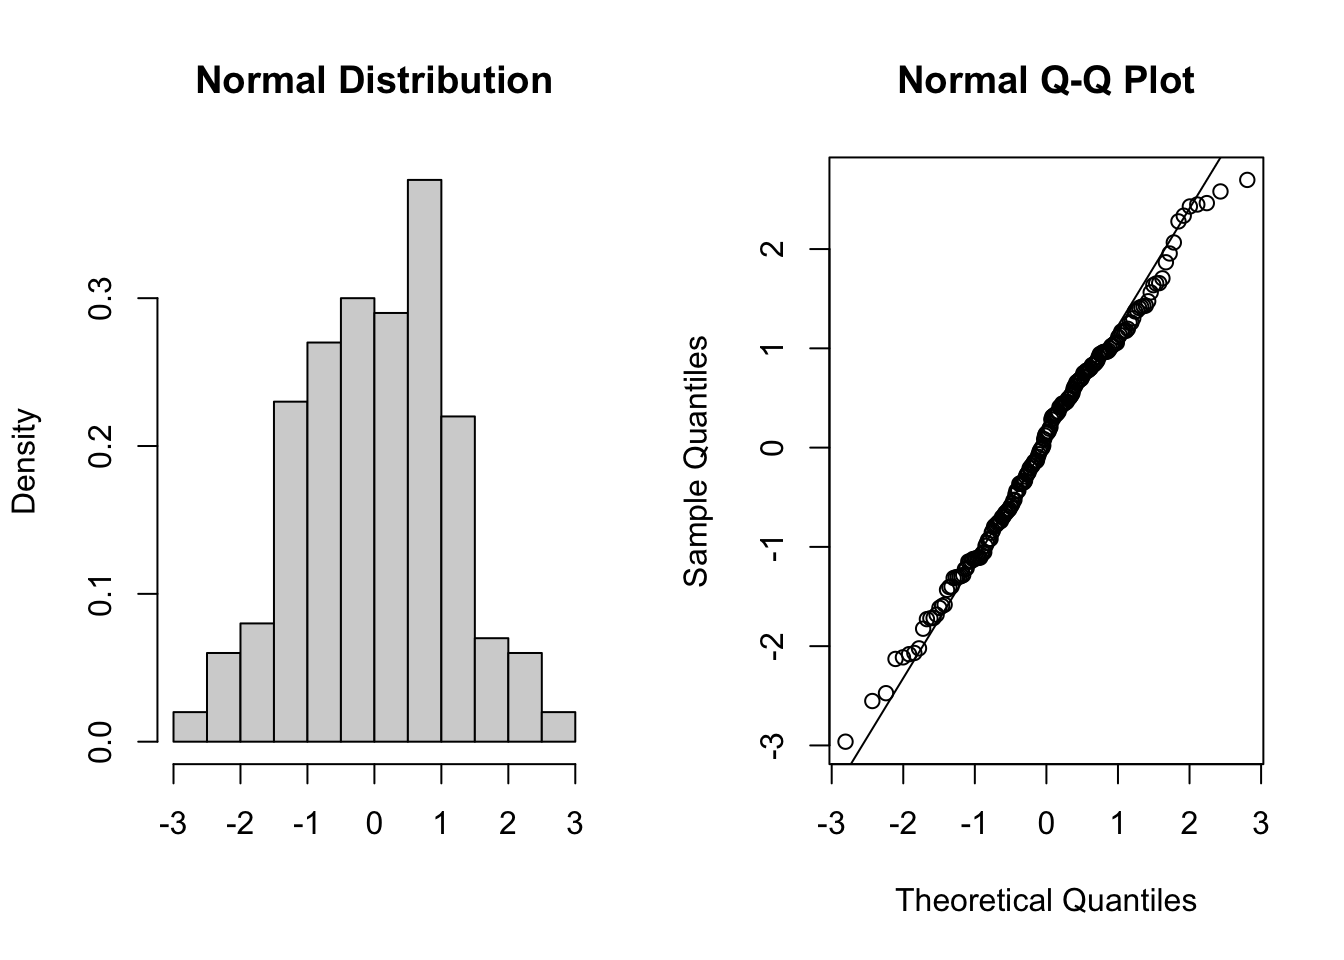 Normal Distribution
Density
0.0 0.1 0.2 0.3
-3 -2 -1 0 1 2 3
Normal Q-Q Plot
Sample Quantiles
-3 -2 -1 0 1 2
-3 -2 -1 0 1 2 3
Theoretical Quantiles